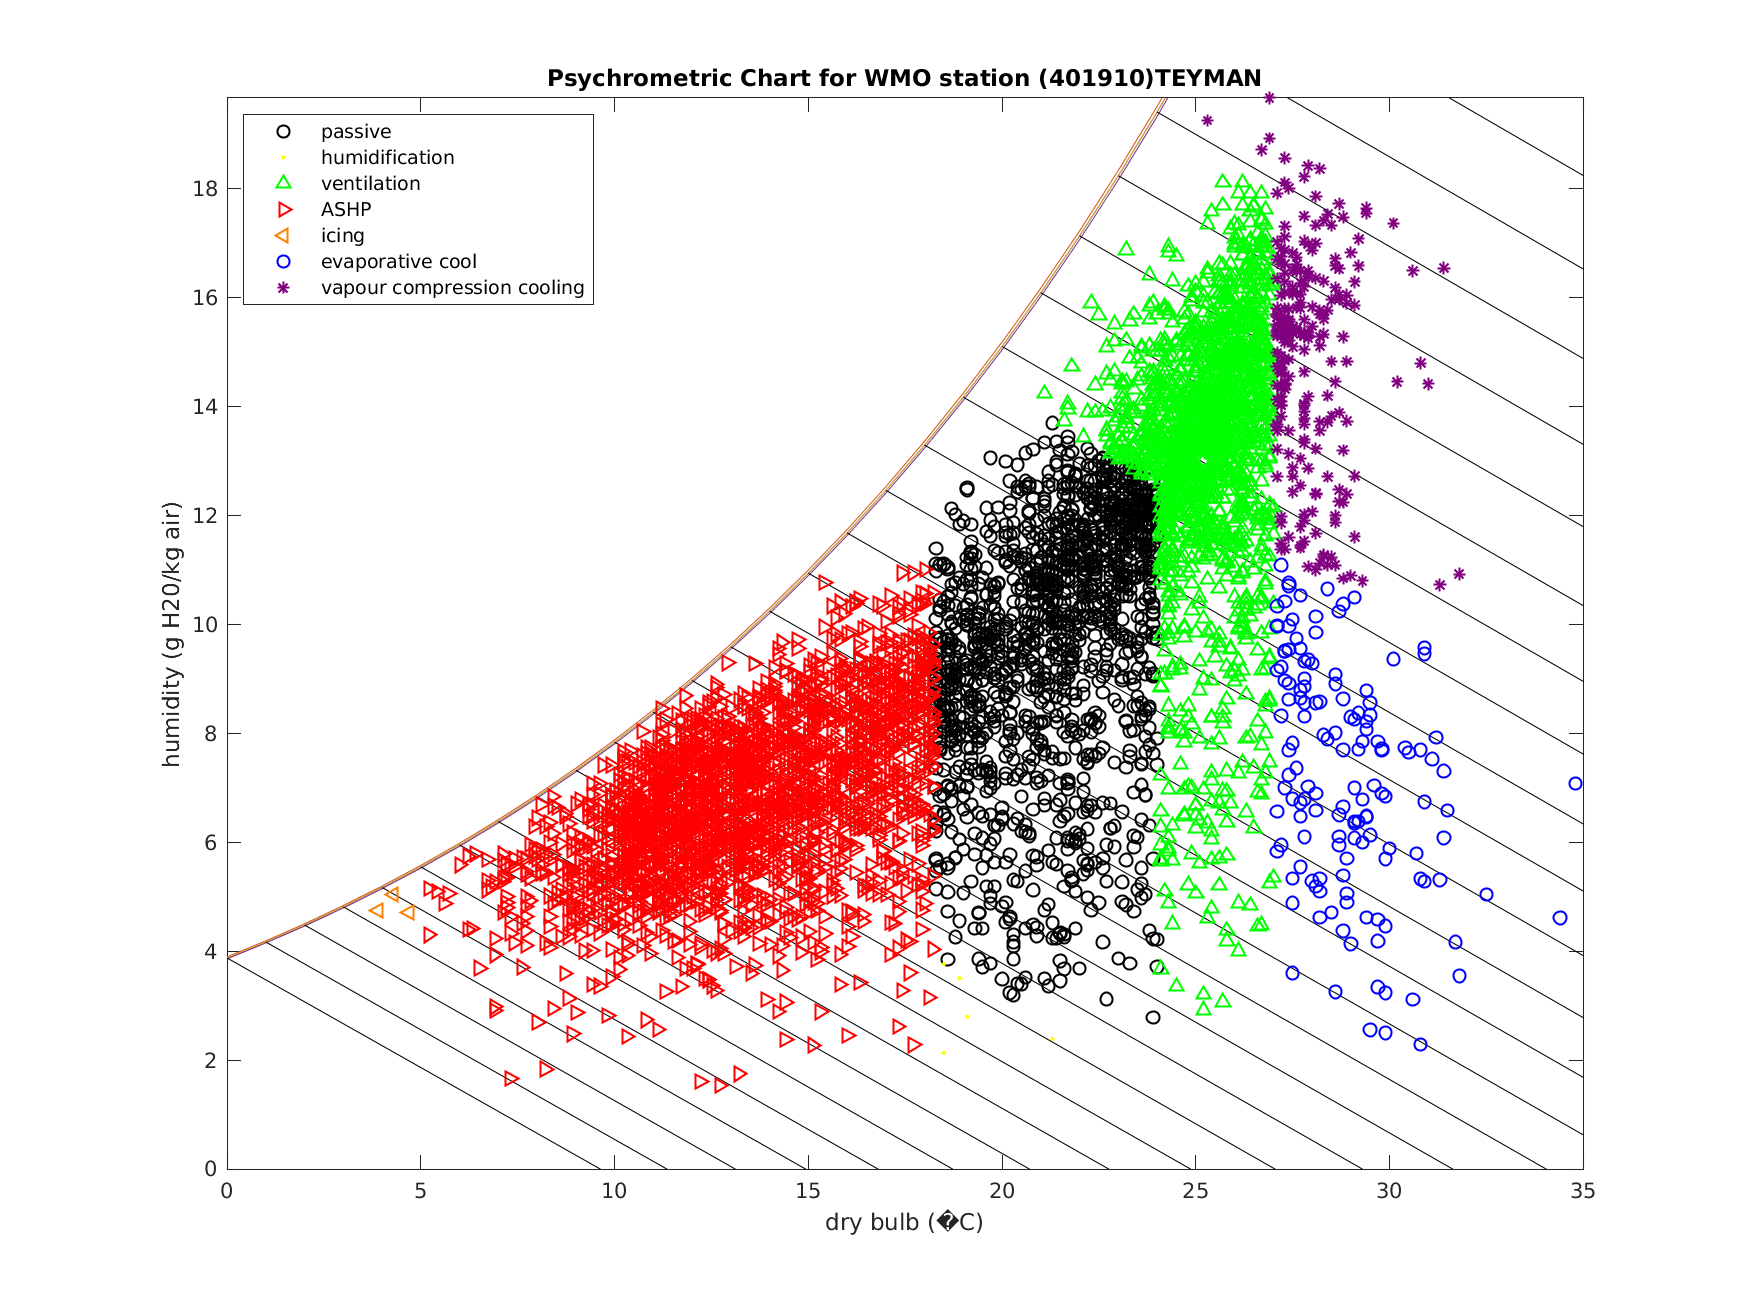 Psychrometric Chart for WMO station (401910)TEYMAN
passive
humidification
ventilation
ASHP
icing
evaporative cool
vapour compression cooling
humidity (g H20/kg air)
18
16
14
12
10
8
6
4
2
0
0 5 10 15 20 25 30 35
dry bulb (�C)